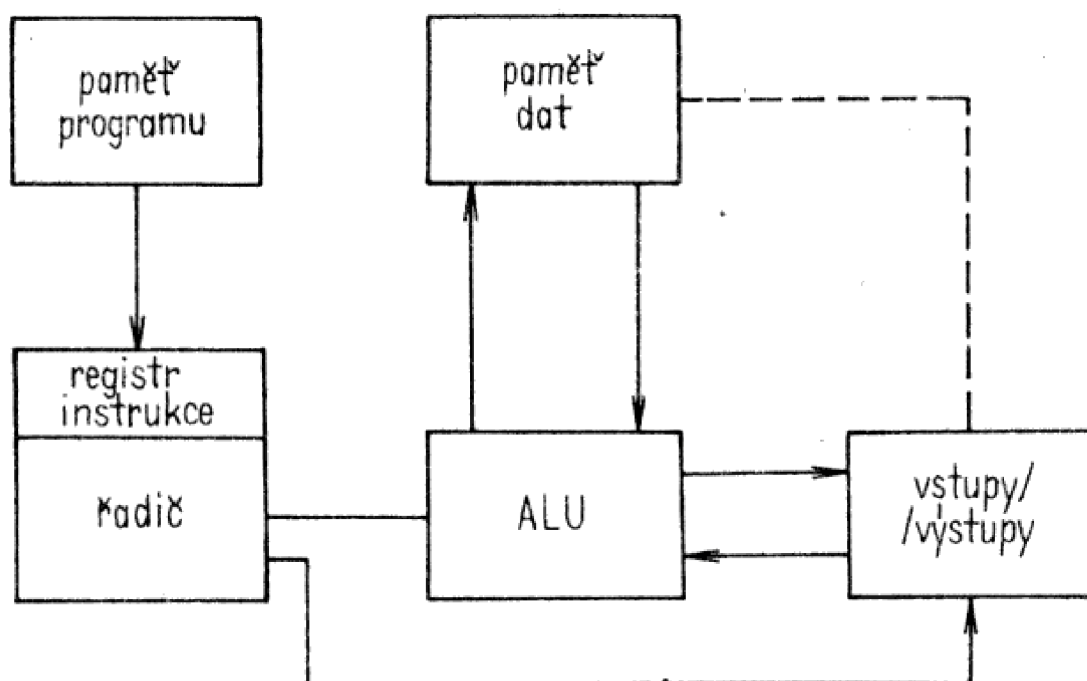 paměť
programu
paměť
dat
registr
instrukce
řadič
ALU
vstupy/
/výstupy